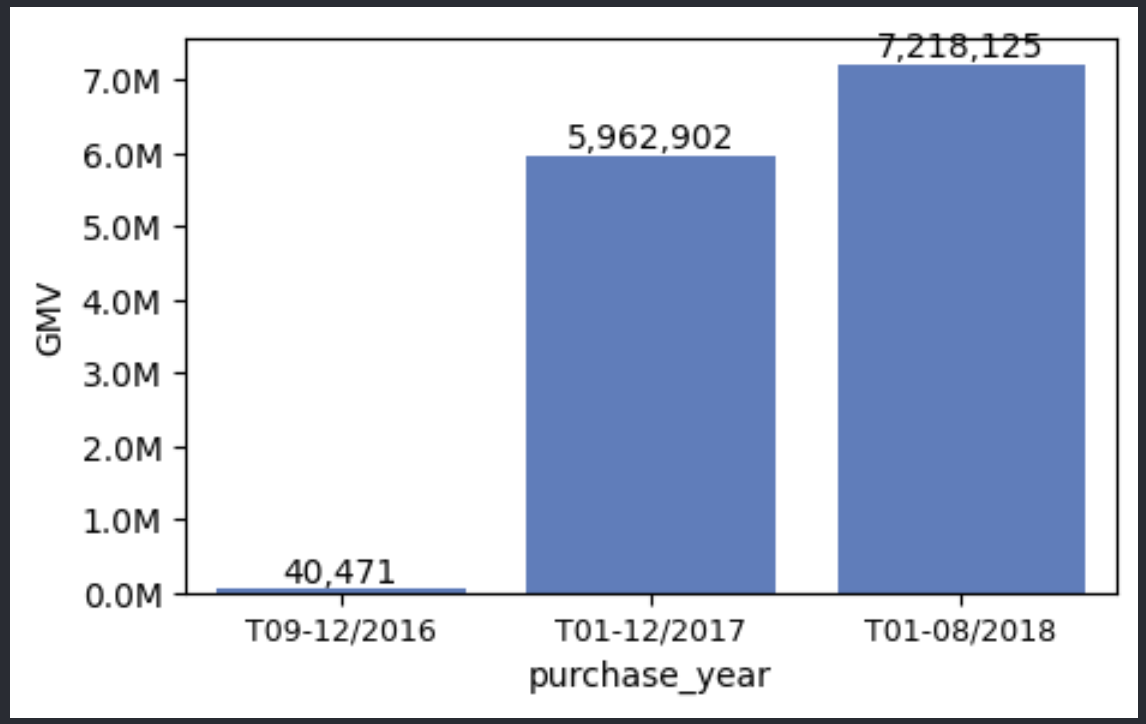 7,218,125
7.0M
5,962,902
6.0M
5.0M
4.0M
GMV
3.0M
2.0M
1.0M
40,471
0.0M
T09-12/2016
T01-12/2017
T01-08/2018
purchase_year